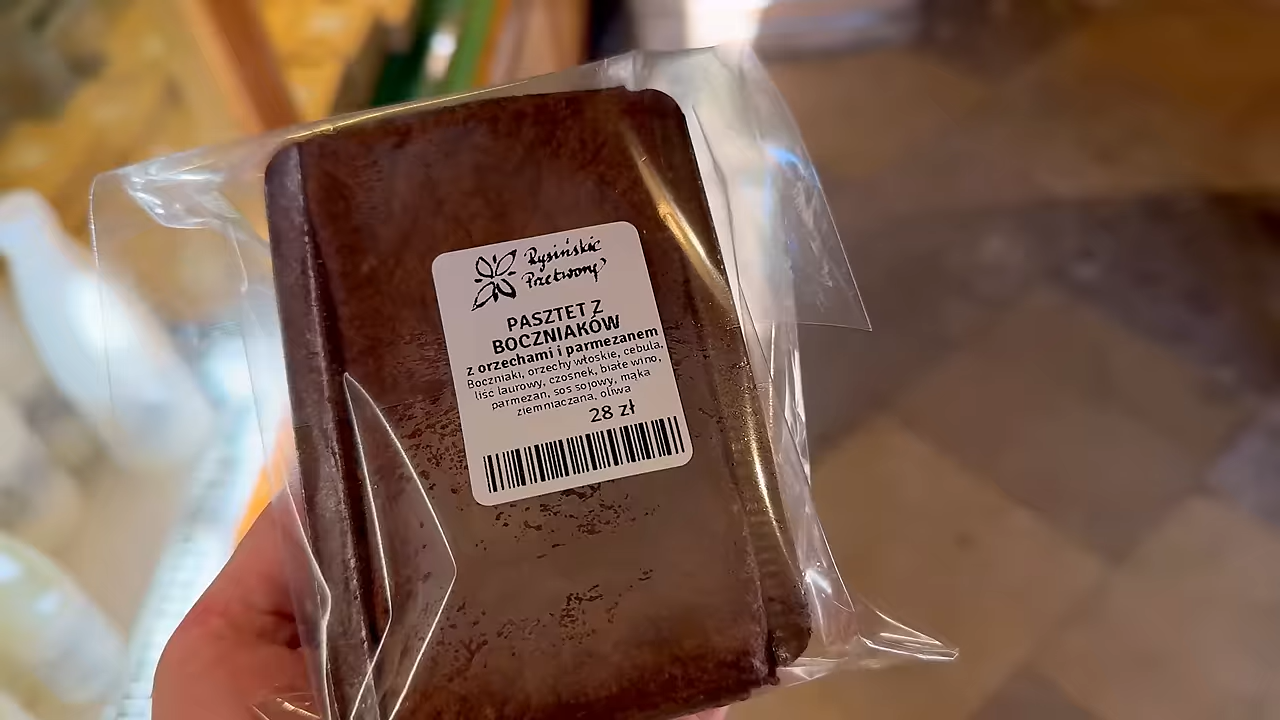 Rysińskie
Przetwory
PASZTET Z
BOCZNIAKÓW
z orzechami i parmezanem
Boczniaki, orzechy włoskie, cebula,
liść laurowy, czosnek, białe wino,
parmezan, sos sojowy, mąka
ziemniaczana, oliwa
28 zł